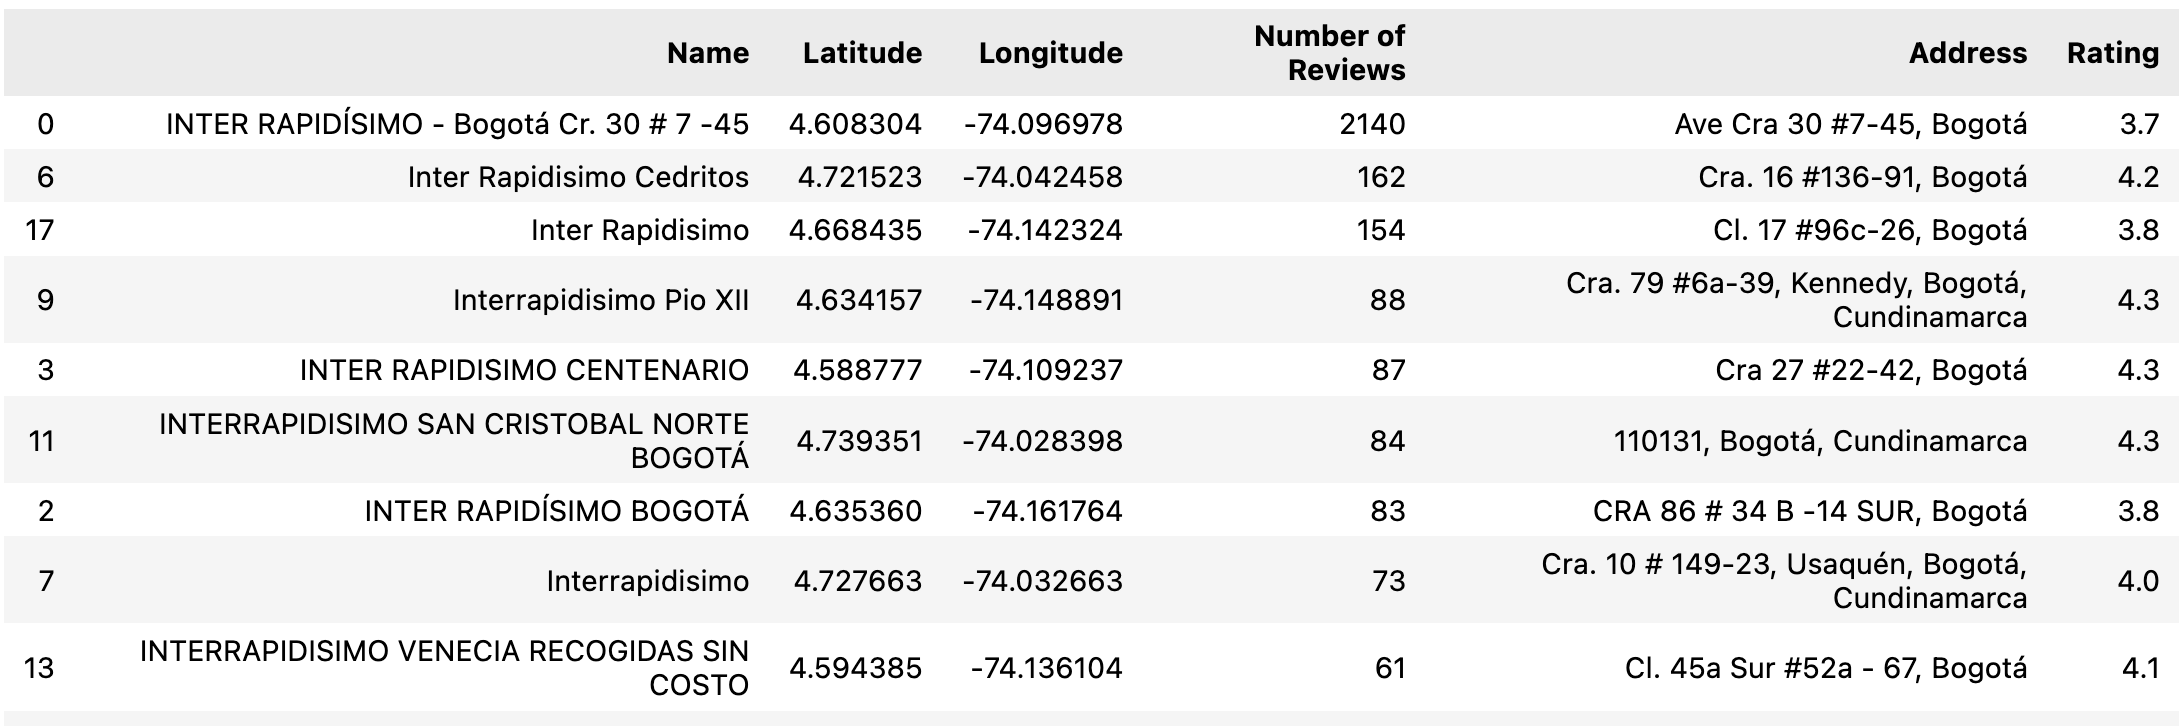 Name Latitude Longitude Number of Reviews Address Rating
0 INTER RAPIDÍSIMO - Bogotá Cr. 30 # 7 -45 4.608304 -74.096978 2140 Ave Cra 30 #7-45, Bogotá 3.7
6 Inter Rapidisimo Cedritos 4.721523 -74.042458 162 Cra. 16 #136-91, Bogotá 4.2
17 Inter Rapidisimo 4.668435 -74.142324 154 Cl. 17 #96c-26, Bogotá 3.8
9 Interrapidisimo Pio XII 4.634157 -74.148891 88 Cra. 79 #6a-39, Kennedy, Bogotá, Cundinamarca 4.3
3 INTER RAPIDISIMO CENTENARIO 4.588777 -74.109237 87 Cra 27 #22-42, Bogotá 4.3
11 INTERRAPIDISIMO SAN CRISTOBAL NORTE BOGOTÁ 4.739351 -74.028398 84 110131, Bogotá, Cundinamarca 4.3
2 INTER RAPIDÍSIMO BOGOTÁ 4.635360 -74.161764 83 CRA 86 # 34 B -14 SUR, Bogotá 3.8
7 Interrapidisimo 4.727663 -74.032663 73 Cra. 10 # 149-23, Usaquén, Bogotá, Cundinamarca 4.0
13 INTERRAPIDISIMO VENECIA RECOGIDAS SIN COSTO 4.594385 -74.136104 61 Cl. 45a Sur #52a - 67, Bogotá 4.1